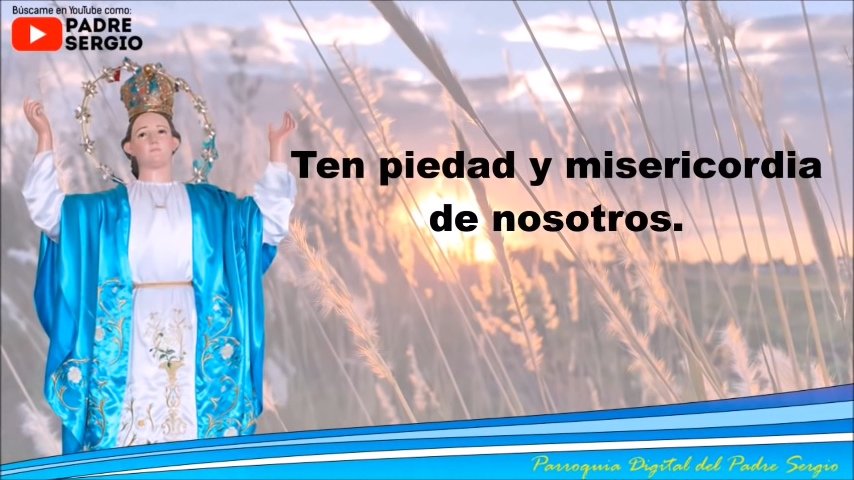 Búscame en YouTube como:
PADRE
SERGIO
Ten piedad y misericordia
de nosotros.
Parroquia Digital del Padre Sergio